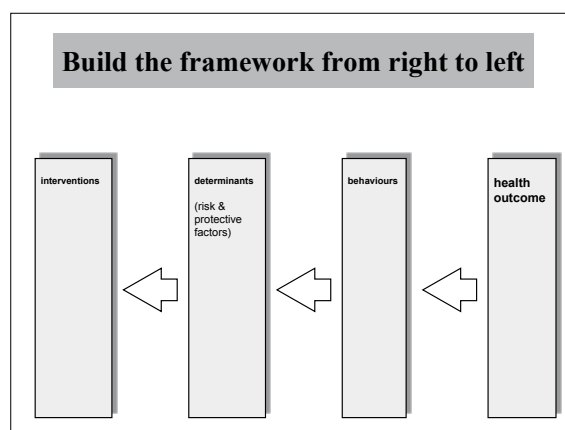 Build the framework from right to left
interventions
determinants
(risk &
protective
factors)
behaviours
health
outcome